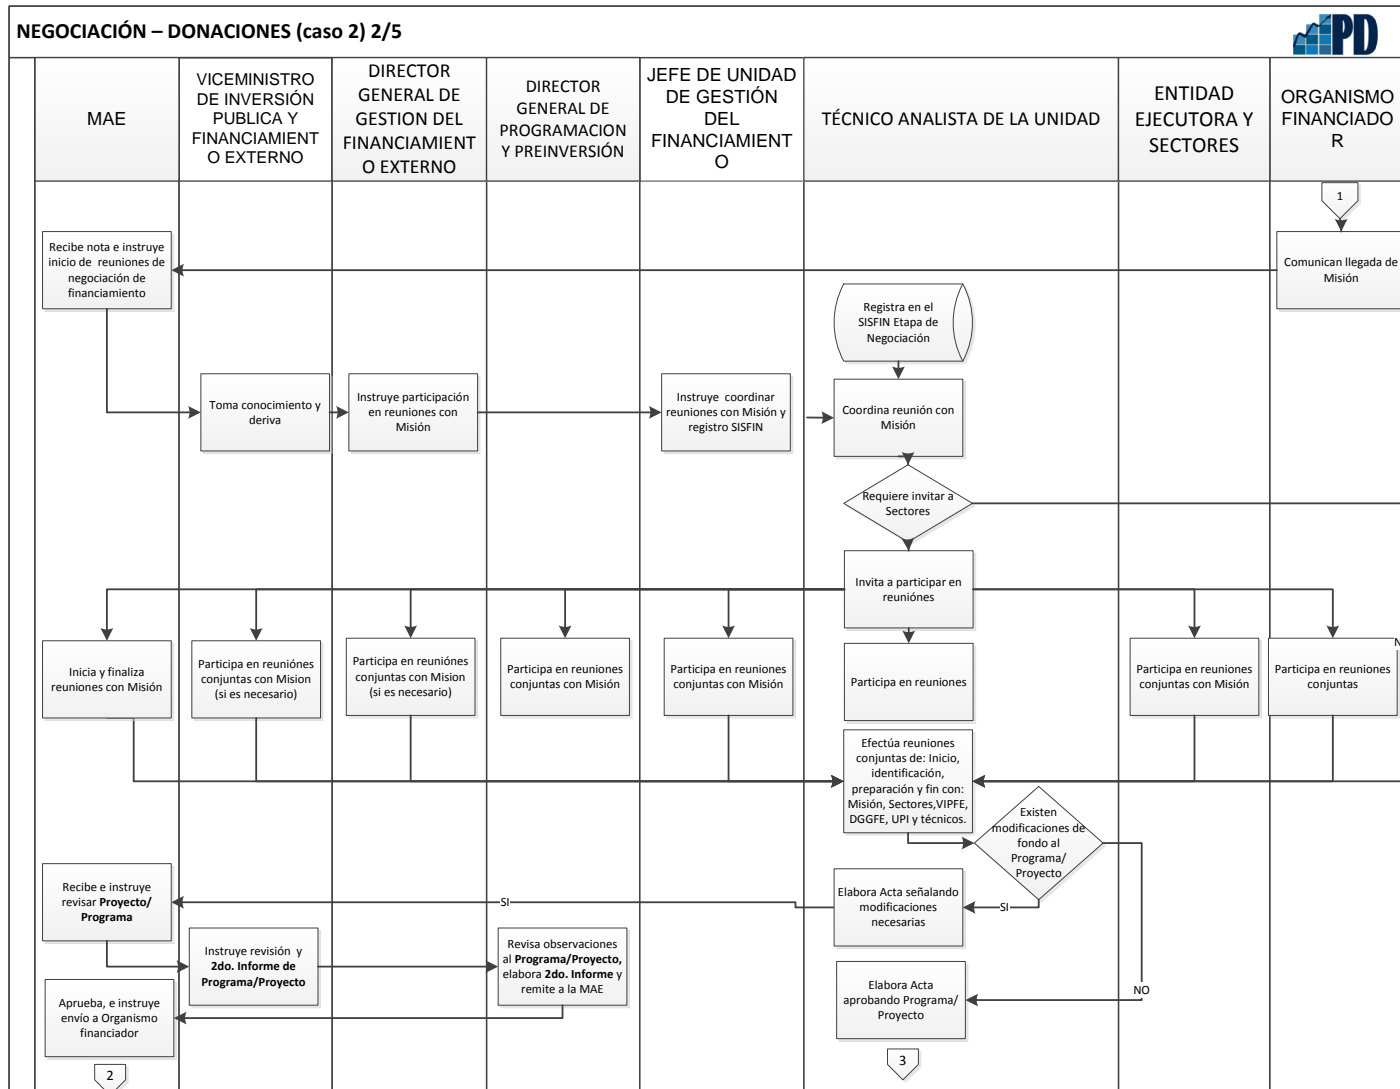 NEGOCIACIÓN – DONACIONES (caso 2) 2/5
PD
MAE
VICEMINISTRO
DE INVERSIÓN
PUBLICA Y
FINANCIAMIENT
O EXTERNO
DIRECTOR
GENERAL DE
GESTION DEL
FINANCIAMIENT
O EXTERNO
DIRECTOR
GENERAL DE
PROGRAMACION
Y PREINVERSIÓN
JEFE DE UNIDAD
DE GESTIÓN
DEL
FINANCIAMIENT
O
TÉCNICO ANALISTA DE LA UNIDAD
ENTIDAD
EJECUTORA Y
SECTORES
ORGANISMO
FINANCIADO
R
1
Recibe nota e instruye
inicio de reuniones de
negociación de
financiamiento
Comunican llegada de
Misión
Registra en el
SISFIN Etapa de
Negociación
Toma conocimiento y
deriva
Instruye participación
en reuniones con
Misión
Instruye coordinar
reuniones con Misión y
registro SISFIN
Coordina reunión con
Misión
Requiere invitar a
Sectores
Invita a participar en
reuniónes
Inicia y finaliza
reuniones con Misión
Participa en reuniónes
conjuntas con Mision
(si es necesario)
Participa en reuniónes
conjuntas con Mision
(si es necesario)
Participa en reuniones
conjuntas con Misión
Participa en reuniones
conjuntas con Misión
Participa en reuniones
Participa en reuniones
conjuntas con Misión
Participa en reuniones
conjuntas
N
Efectúa reuniones
conjuntas de: Inicio,
identificación,
preparación y fin con:
Misión, Sectores,VIPFE,
DGGFE, UPI y técnicos.
Existen
modificaciones de
fondo al
Programa/
Proyecto
Recibe e instruye
revisar Proyecto/
Programa
SI
Elabora Acta señalando
modificaciones
necesarias
SI
Instruye revisión y
2do. Informe de
Programa/Proyecto
Revisa observaciones
al Programa/Proyecto,
elabora 2do. Informe y
remite a la MAE
Elabora Acta
aprobando Programa/
Proyecto
NO
Aprueba, e instruye
envío a Organismo
financiador
2
3